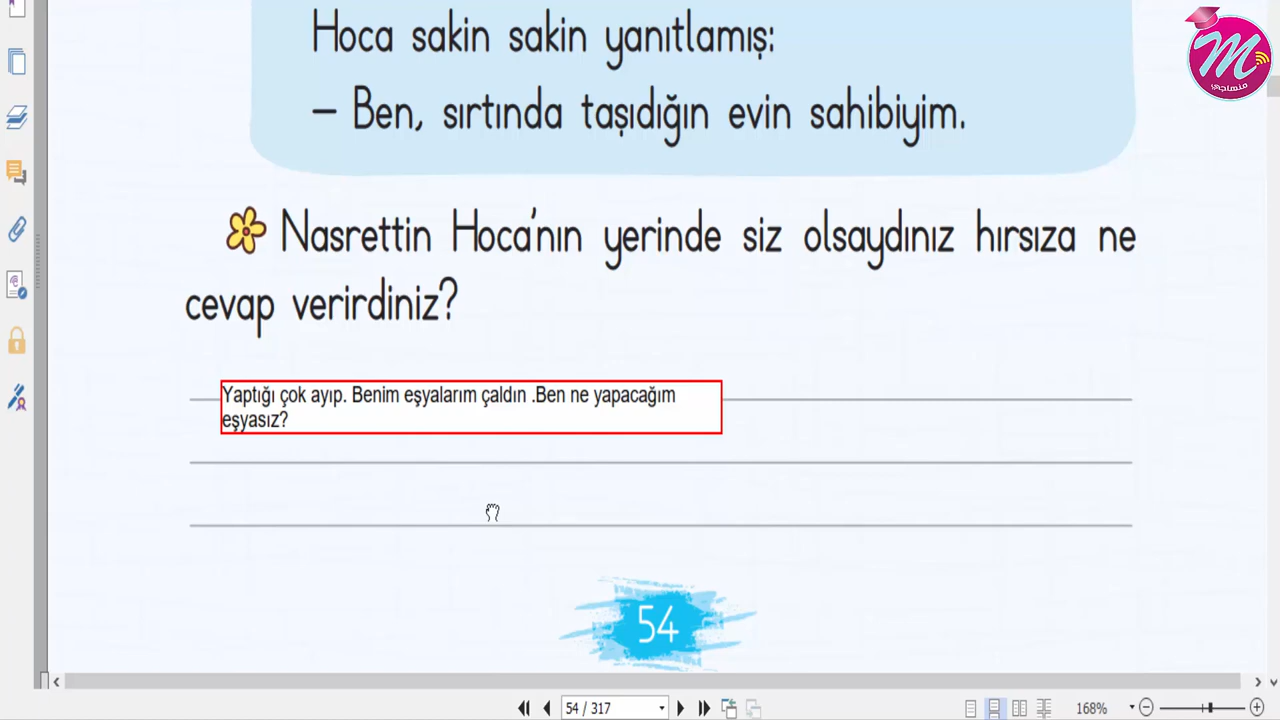 Hoca sakin sakin yanıtlamış:
– Ben, sırtında taşıdığın evin sahibiyim.
Nasrettin Hoca'nın yerinde siz olsaydınız hırsıza ne
cevap verirdiniz?
Yaptığı çok ayıp. Benim eşyalarım çaldın .Ben ne yapacağım
eşyasız?
54
54 / 317
168%
M
منهاجي